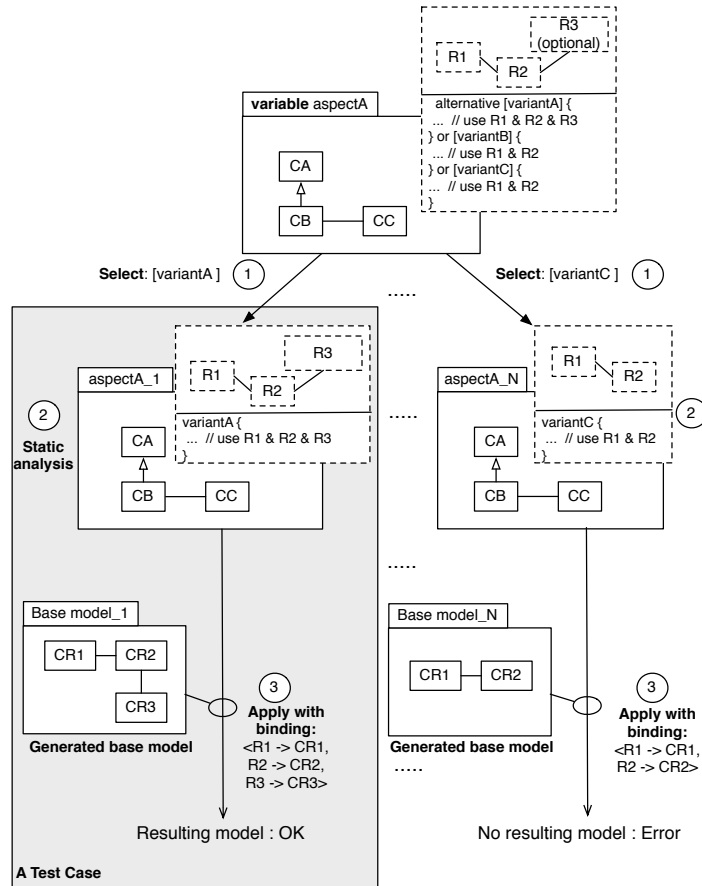 R3
(optional)
R1
R2
variable aspectA
alternative [variantA] {
... // use R1 & R2 & R3
} or [variantB] {
... // use R1 & R2
} or [variantC] {
... // use R1 & R2
}
CA
CB
CC
Select: [variantA ]
1
Select: [variantC ]
1
.....
R3
R1
R2
aspectA_1
variantA {
... // use R1 & R2 & R3
}
2
Static
analysis
CA
CB
CC
.....
R1
R2
aspectA_N
variantC {
... // use R1 & R2
}
2
CA
CB
CC
.....
Base model_1
CR1
CR2
CR3
Generated base model
3
Apply with
binding:
<R1 -> CR1,
R2 -> CR2,
R3 -> CR3>
Base model_N
CR1
CR2
Generated base model
3
Apply with
binding:
<R1 -> CR1,
R2 -> CR2>
.....
Resulting model : OK
No resulting model : Error
A Test Case